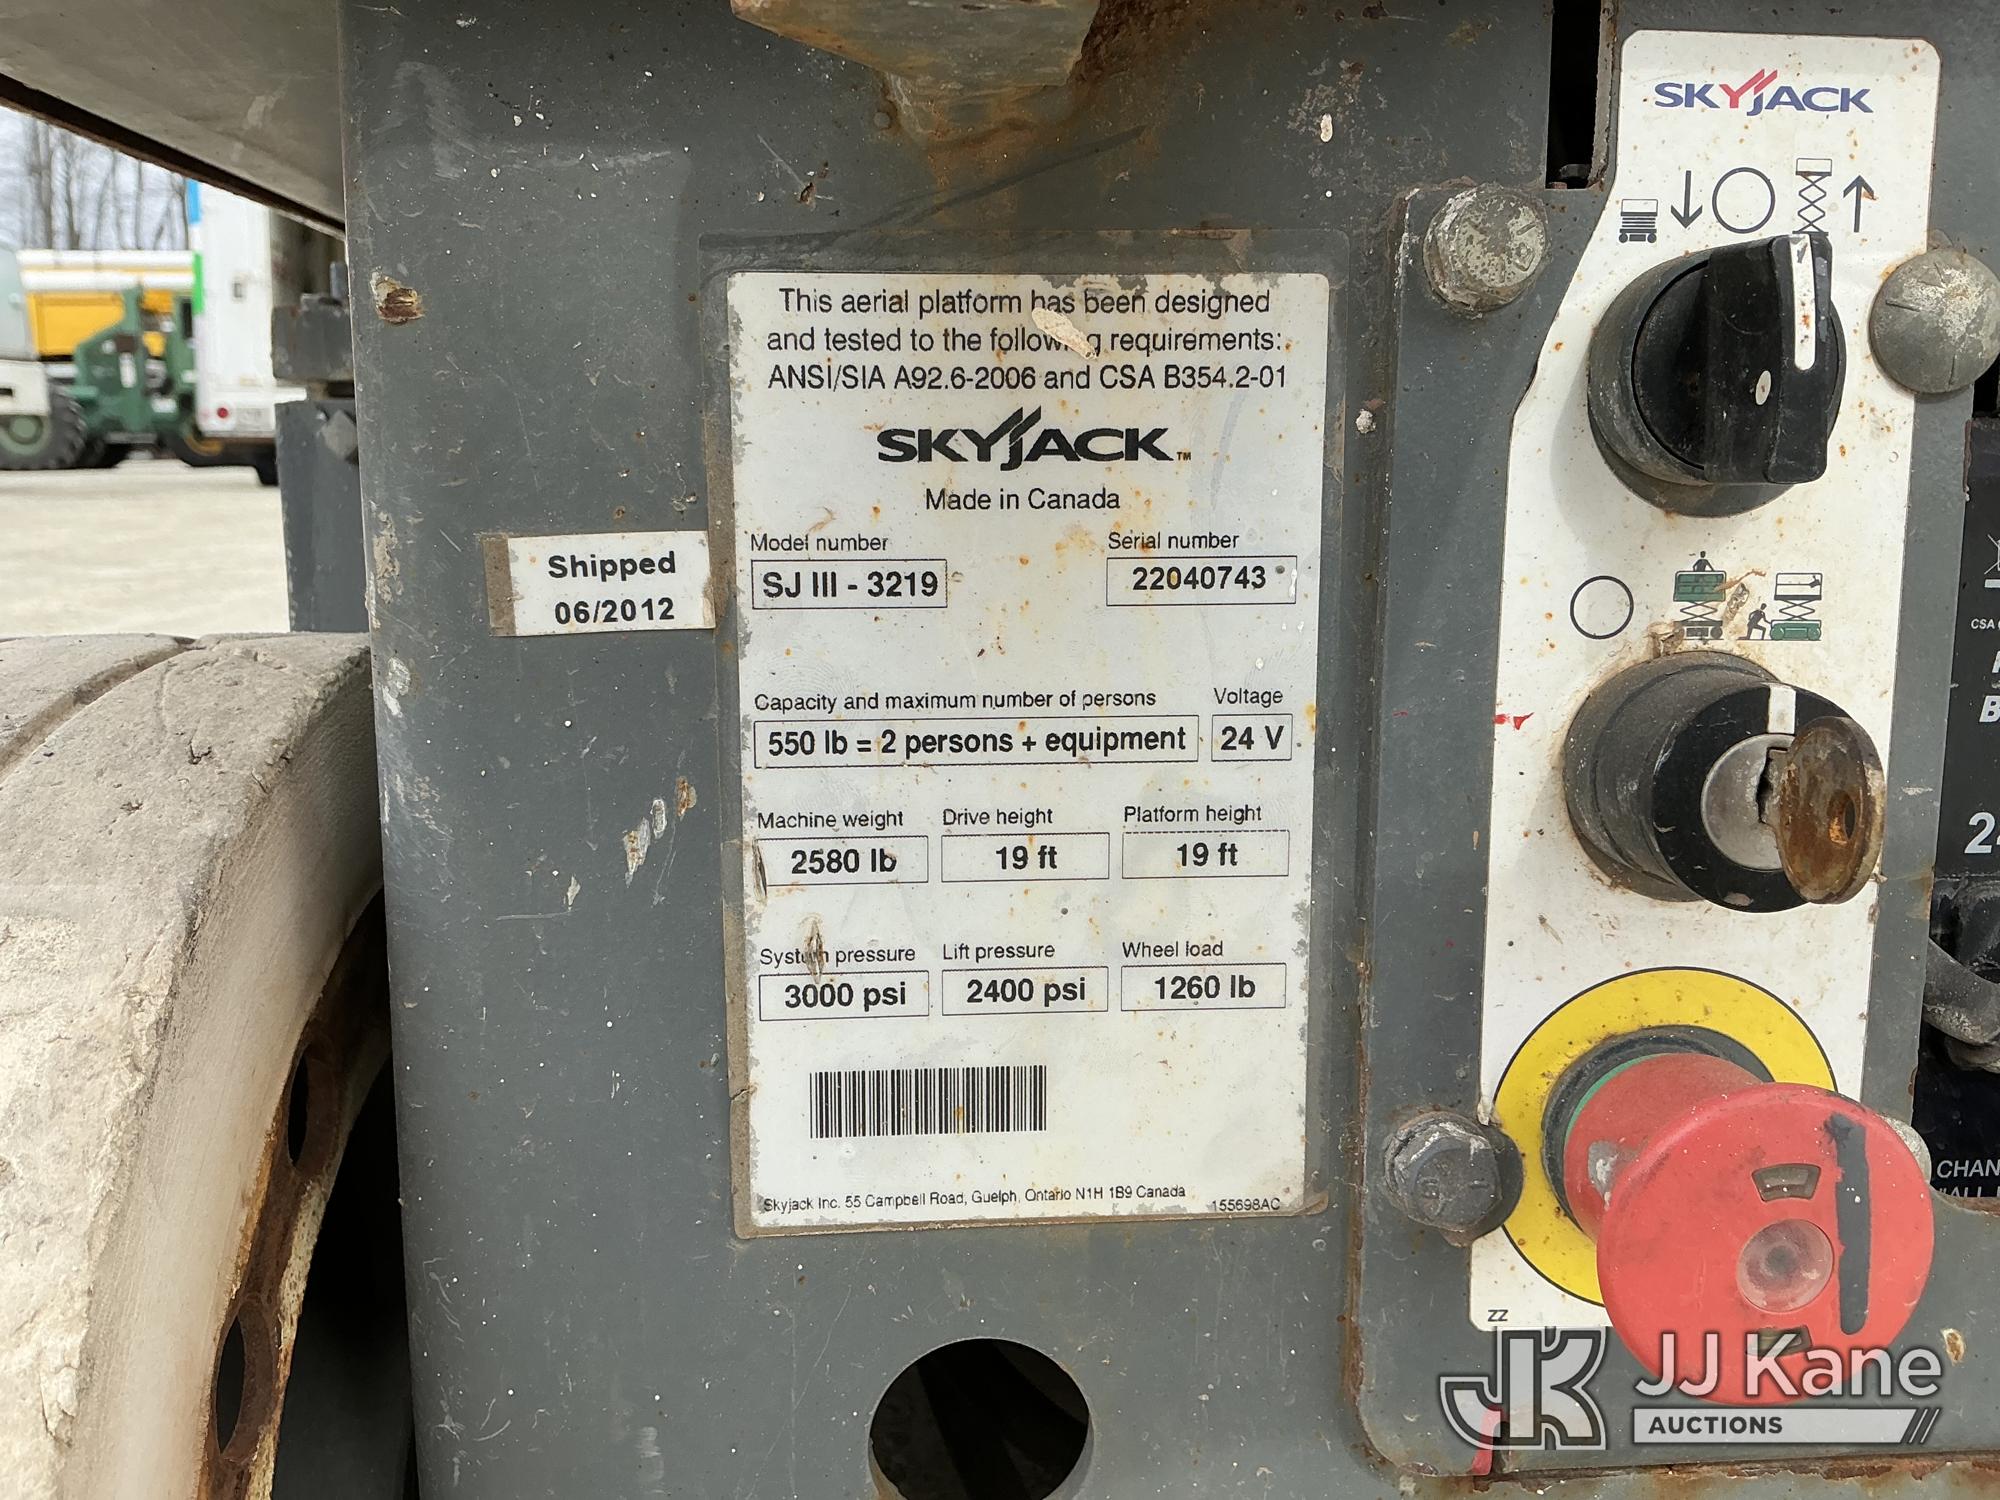 This aerial platform has been designed
and tested to the following requirements:
ANSI/SIA A92.6-2006 and CSA B354.2-01
SKYJACK™
Made in Canada
Model number
SJ III - 3219
Serial number
22040743
Shipped
06/2012
Capacity and maximum number of persons
550 lb = 2 persons + equipment
Voltage
24 V
Machine weight
2580 lb
Drive height
19 ft
Platform height
19 ft
System pressure
3000 psi
Lift pressure
2400 psi
Wheel load
1260 lb
Skyjack Inc. 55 Campbell Road, Guelph, Ontario N1H 1B9 Canada
155698AC
SKYJACK
ZZ
CSA
CHAN
JJ Kane
AUCTIONS